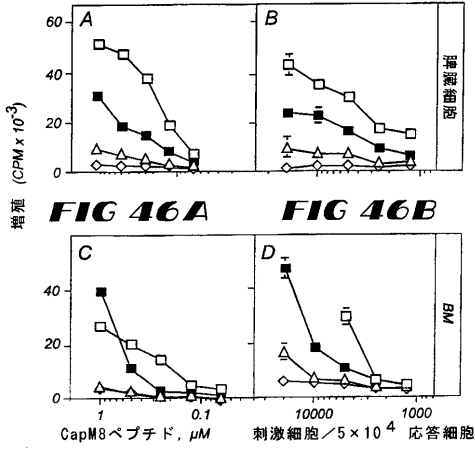 A
B
60
40
20
0
脾臓細胞
増殖 (CPM x 10⁻³)
FIG 46A
FIG 46B
C
D
40
20
0
BM
1
0.1
10000
1000
CapM8ペプチド, μM
刺激細胞/5×10⁴ 応答細胞